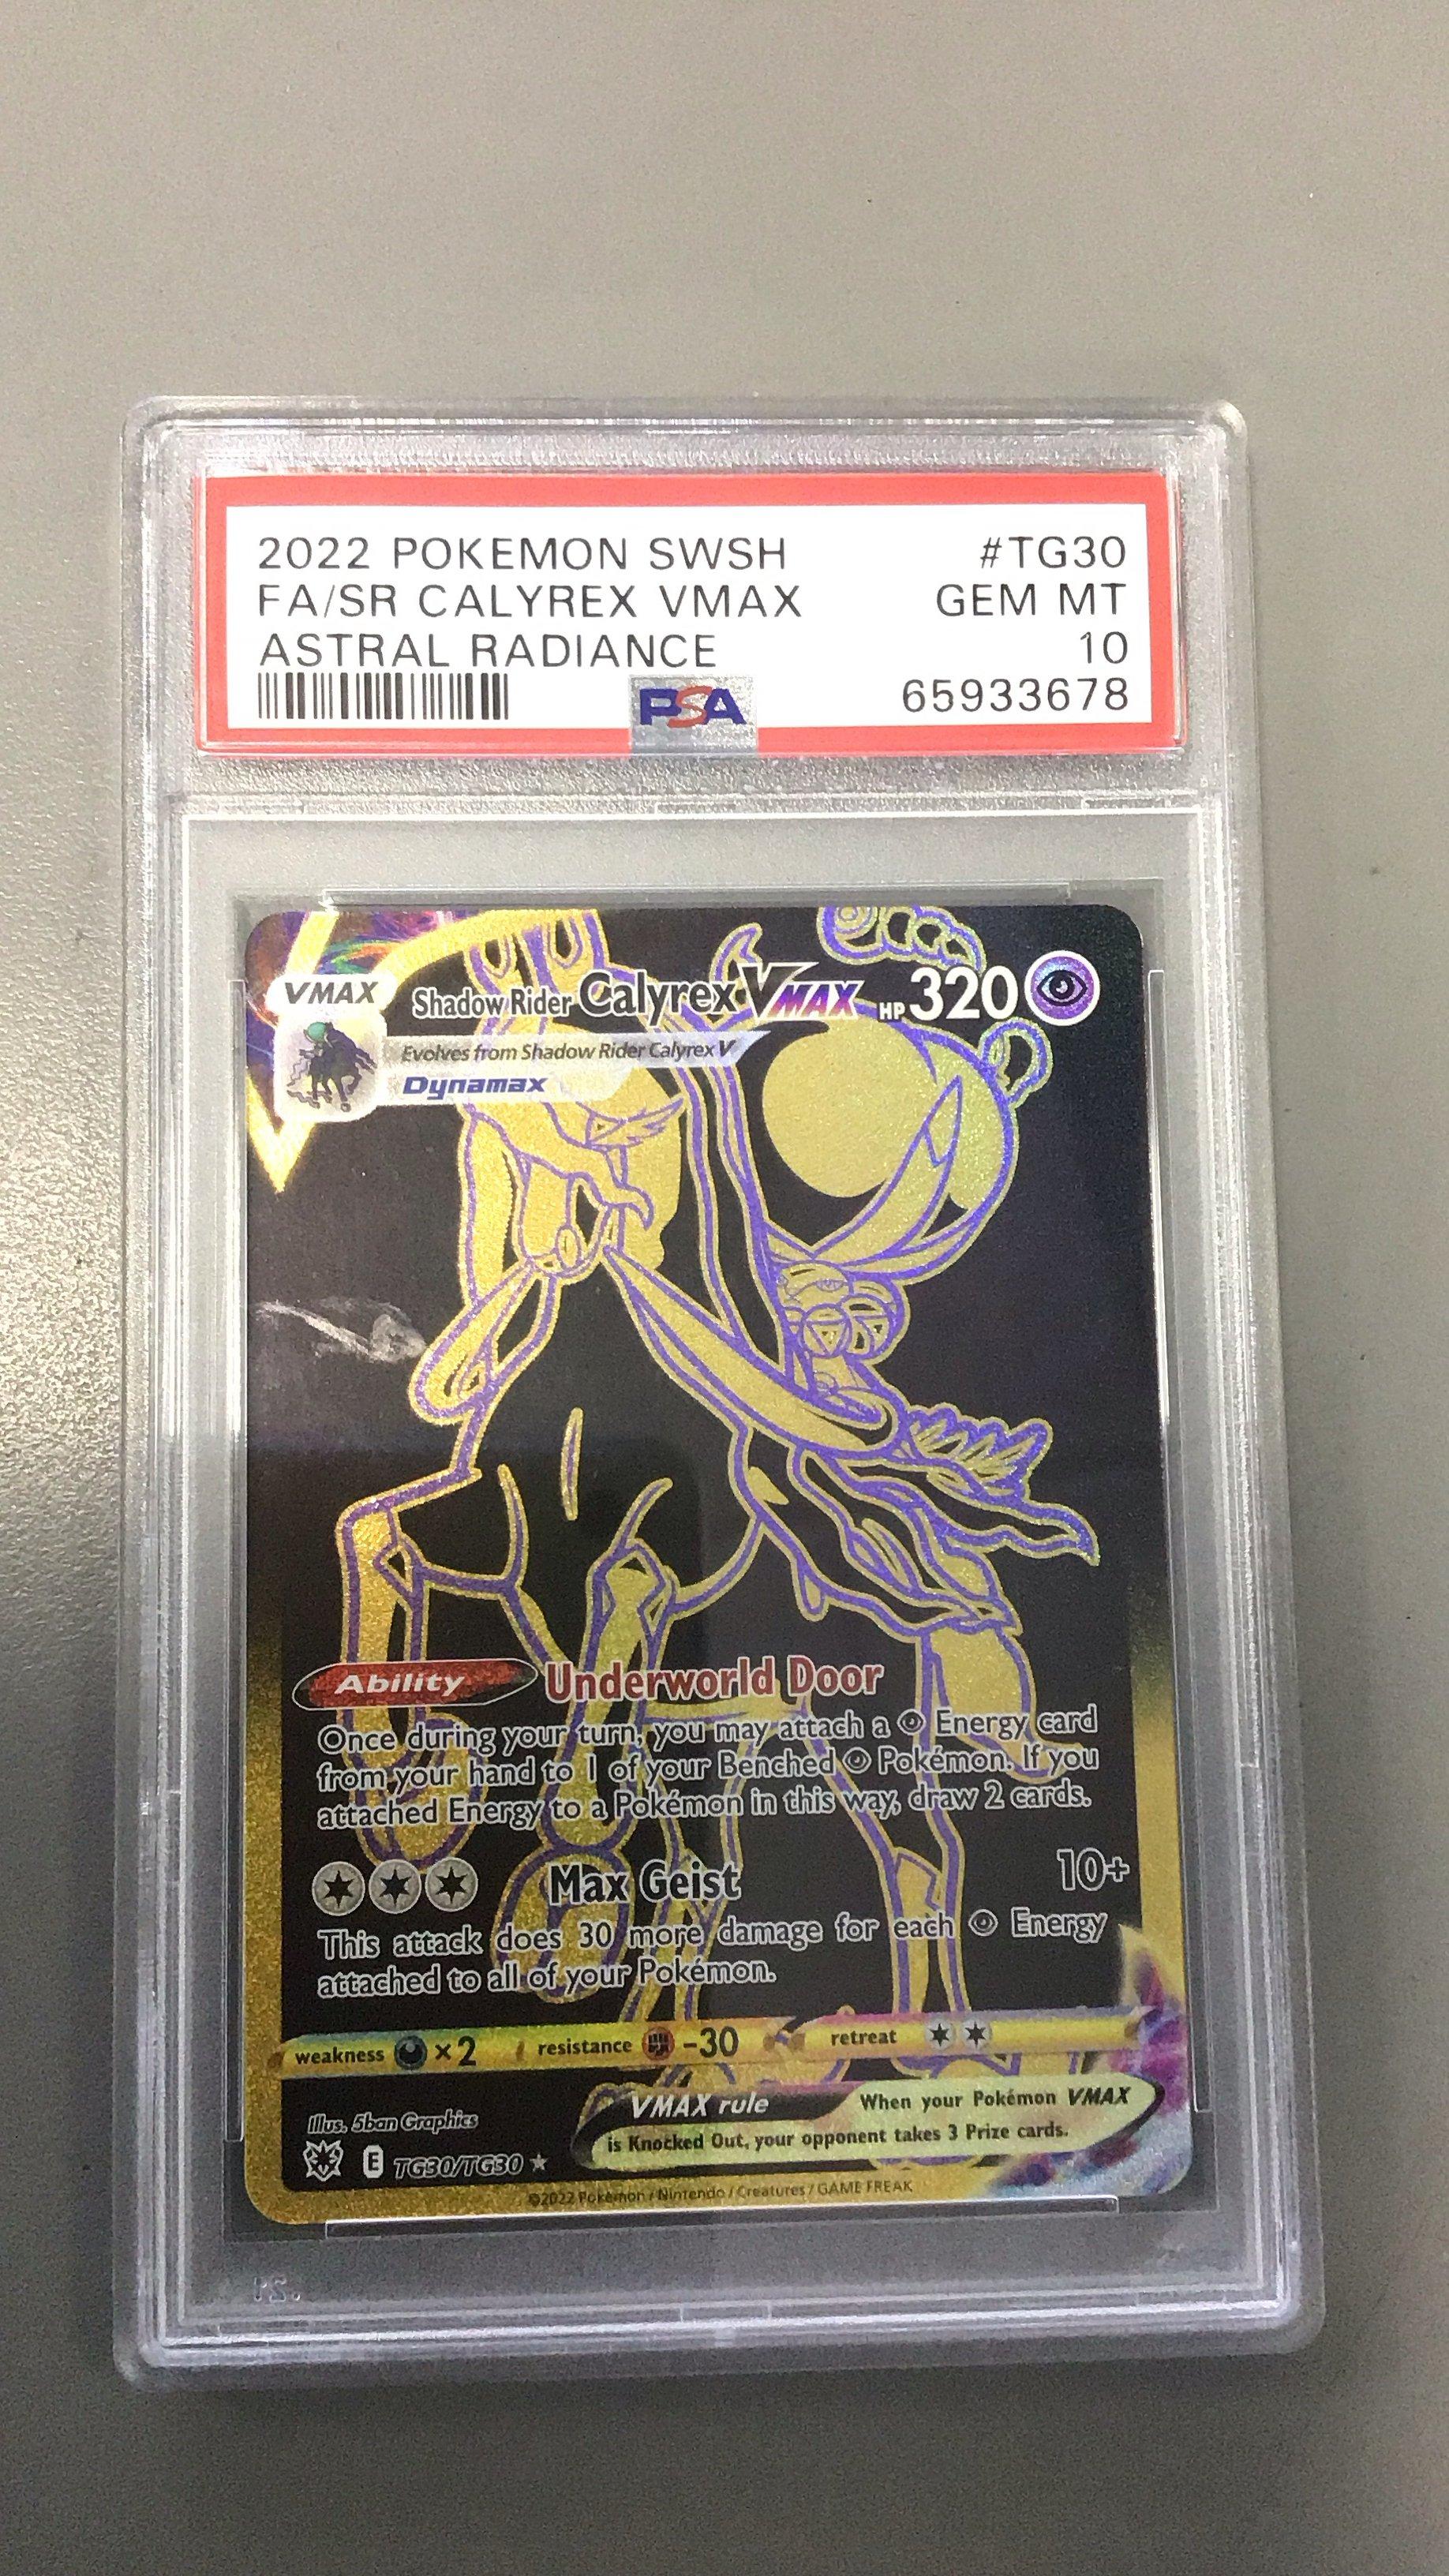 2022 POKEMON SWSH #TG30
FA/SR CALYREX VMAX GEM MT
ASTRAL RADIANCE 10
PSA 65933678
VMAX Shadow Rider Calyrex VMAX HP 320
Evolves from Shadow Rider Calyrex V
Dynamax
Ability Underworld Door
Once during your turn, you may attach a Energy card
from your hand to 1 of your Benched Pokémon. If you
attached Energy to a Pokémon in this way, draw 2 cards.
Max Geist 10+
This attack does 30 more damage for each Energy
attached to all of your Pokémon.
weakness ×2 resistance -30 retreat
VMAX rule When your Pokémon VMAX
is Knocked Out, your opponent takes 3 Prize cards.
Illus. 5ban Graphics
E TG30/TG30
©2022 Pokémon / Nintendo / Creatures / GAME FREAK